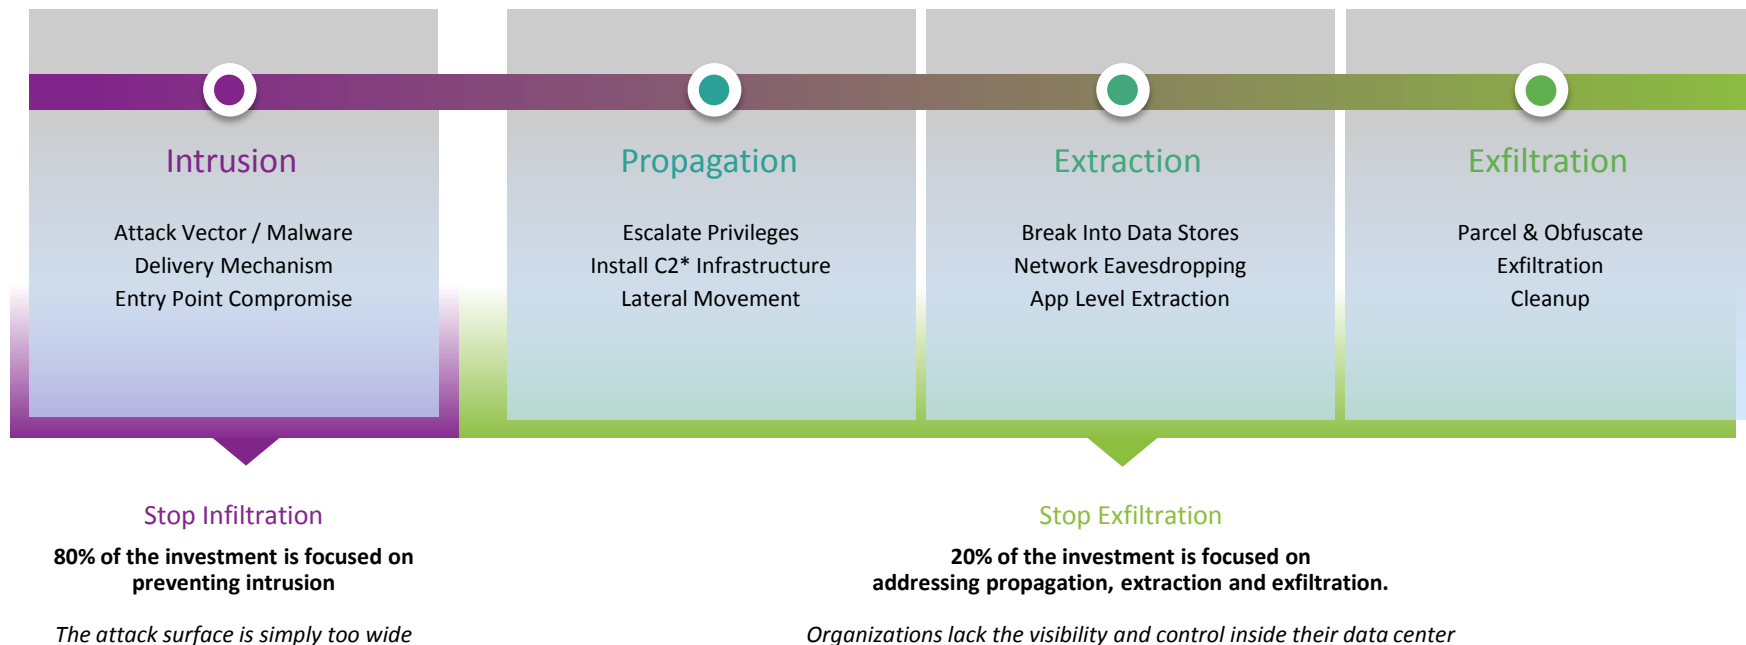 Intrusion
Attack Vector / Malware
Delivery Mechanism
Entry Point Compromise
Propagation
Escalate Privileges
Install C2* Infrastructure
Lateral Movement
Extraction
Break Into Data Stores
Network Eavesdropping
App Level Extraction
Exfiltration
Parcel & Obfuscate
Exfiltration
Cleanup
Stop Infiltration
80% of the investment is focused on
preventing intrusion
The attack surface is simply too wide
Stop Exfiltration
20% of the investment is focused on
addressing propagation, extraction and exfiltration.
Organizations lack the visibility and control inside their data center